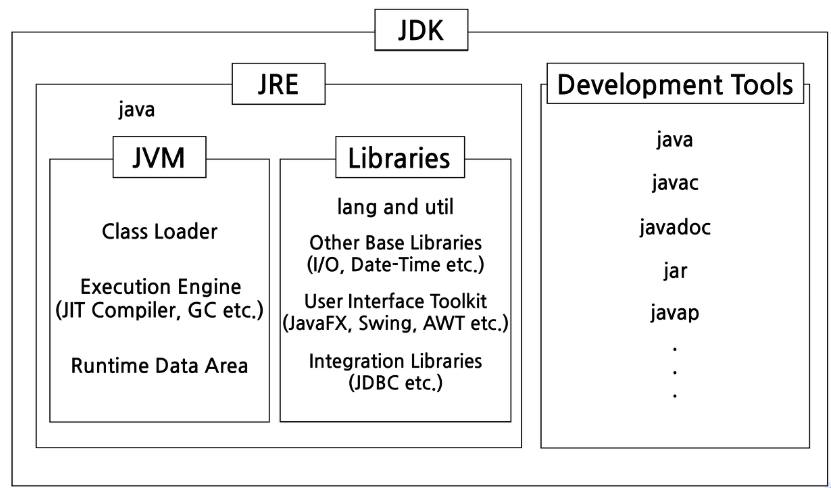 JDK
JRE
java
JVM
Class Loader
Execution Engine
(JIT Compiler, GC etc.)
Runtime Data Area
Libraries
lang and util
Other Base Libraries
(I/O, Date-Time etc.)
User Interface Toolkit
(JavaFX, Swing, AWT etc.)
Integration Libraries
(JDBC etc.)
Development Tools
java
javac
javadoc
jar
javap
.
.
.